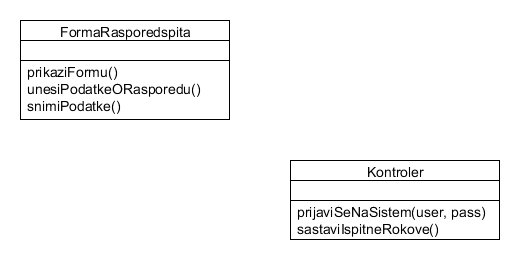 FormaRasporedspita
prikaziFormu()
unesiPodatkeORasporedu()
snimiPodatke()
Kontroler
prijaviSeNaSistem(user, pass)
sastaviIspitneRokove()